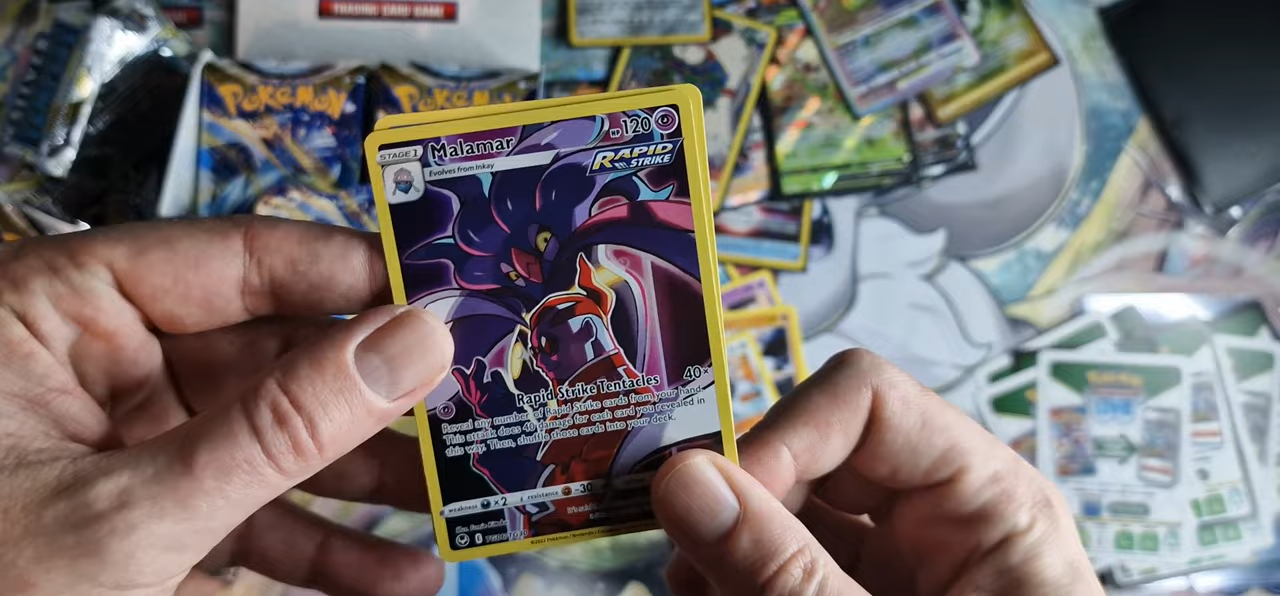 TRADING CARD GAME
POKéMON
POKéMON
STAGE 1
Malamar
HP 120
Evolves from Inkay
RAPID
STRIKE
Rapid Strike Tentacles 40×
Reveal any number of Rapid Strike cards from your hand.
This attack does 40 damage for each card you revealed in
this way. Then, shuffle those cards into your deck.
weakness ×2 resistance -30
©2022 Pokémon / Nintendo